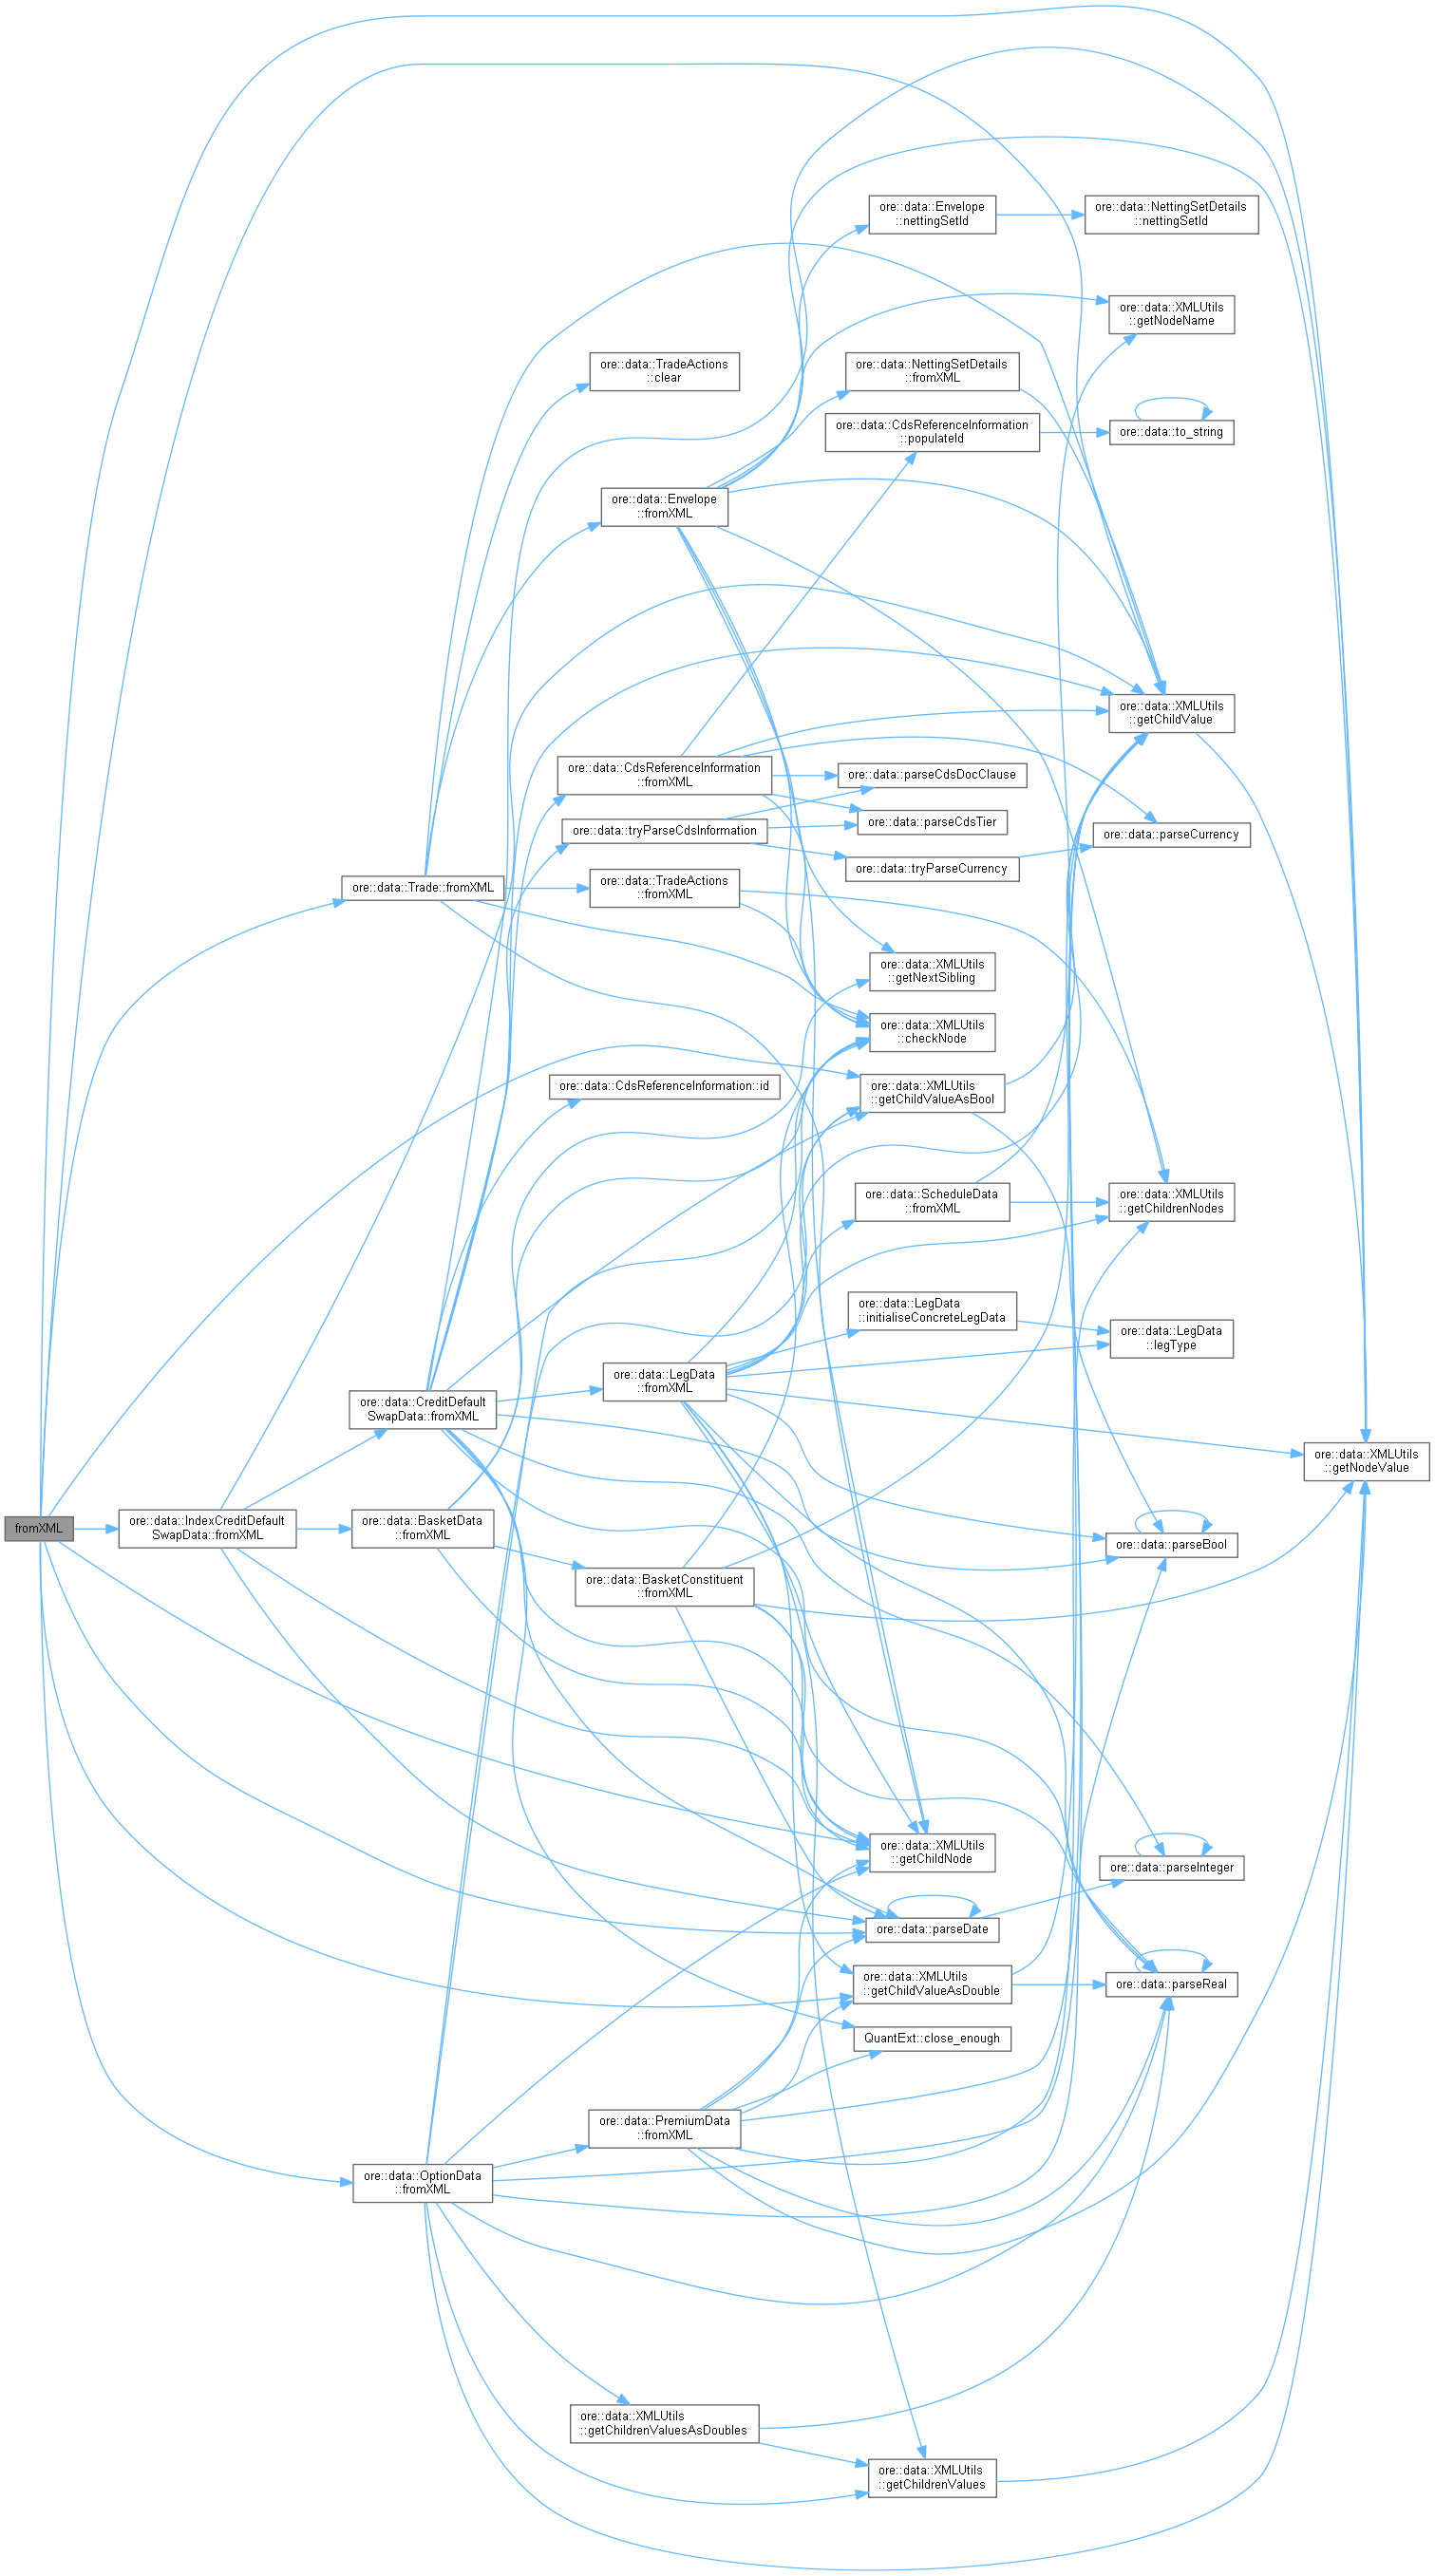 ore::data::Envelope
::nettingSetId
ore::data::NettingSetDetails
::nettingSetId
ore::data::XMLUtils
::getNodeName
ore::data::TradeActions
::clear
ore::data::NettingSetDetails
::fromXML
ore::data::CdsReferenceInformation
::populateId
ore::data::to_string
ore::data::Envelope
::fromXML
ore::data::XMLUtils
::getChildValue
ore::data::CdsReferenceInformation
::fromXML
ore::data::parseCdsDocClause
ore::data::parseCdsTier
ore::data::tryParseCdsInformation
ore::data::parseCurrency
ore::data::tryParseCurrency
ore::data::Trade::fromXML
ore::data::TradeActions
::fromXML
ore::data::XMLUtils
::getNextSibling
ore::data::XMLUtils
::checkNode
ore::data::CdsReferenceInformation::id
ore::data::XMLUtils
::getChildValueAsBool
ore::data::ScheduleData
::fromXML
ore::data::XMLUtils
::getChildrenNodes
ore::data::LegData
::initialiseConcreteLegData
ore::data::LegData
::legType
ore::data::LegData
::fromXML
ore::data::CreditDefault
SwapData::fromXML
ore::data::XMLUtils
::getNodeValue
fromXML
ore::data::IndexCreditDefault
SwapData::fromXML
ore::data::BasketData
::fromXML
ore::data::parseBool
ore::data::BasketConstituent
::fromXML
ore::data::XMLUtils
::getChildNode
ore::data::parseInteger
ore::data::parseDate
ore::data::XMLUtils
::getChildValueAsDouble
ore::data::parseReal
QuantExt::close_enough
ore::data::PremiumData
::fromXML
ore::data::OptionData
::fromXML
ore::data::XMLUtils
::getChildrenValuesAsDoubles
ore::data::XMLUtils
::getChildrenValues